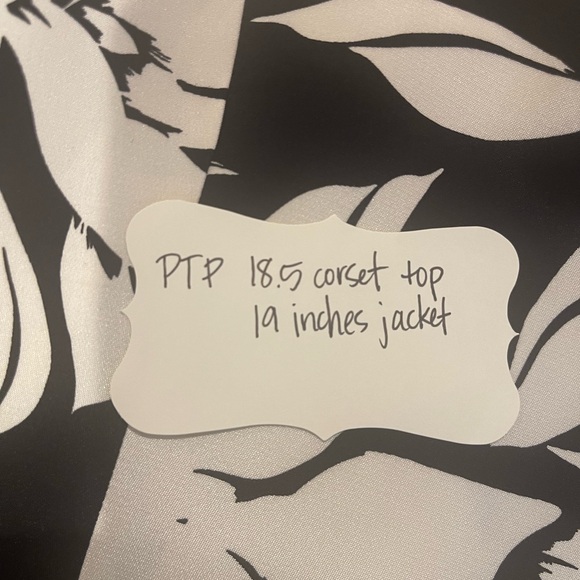 PTP 18.5 corset top
19 inches jacket